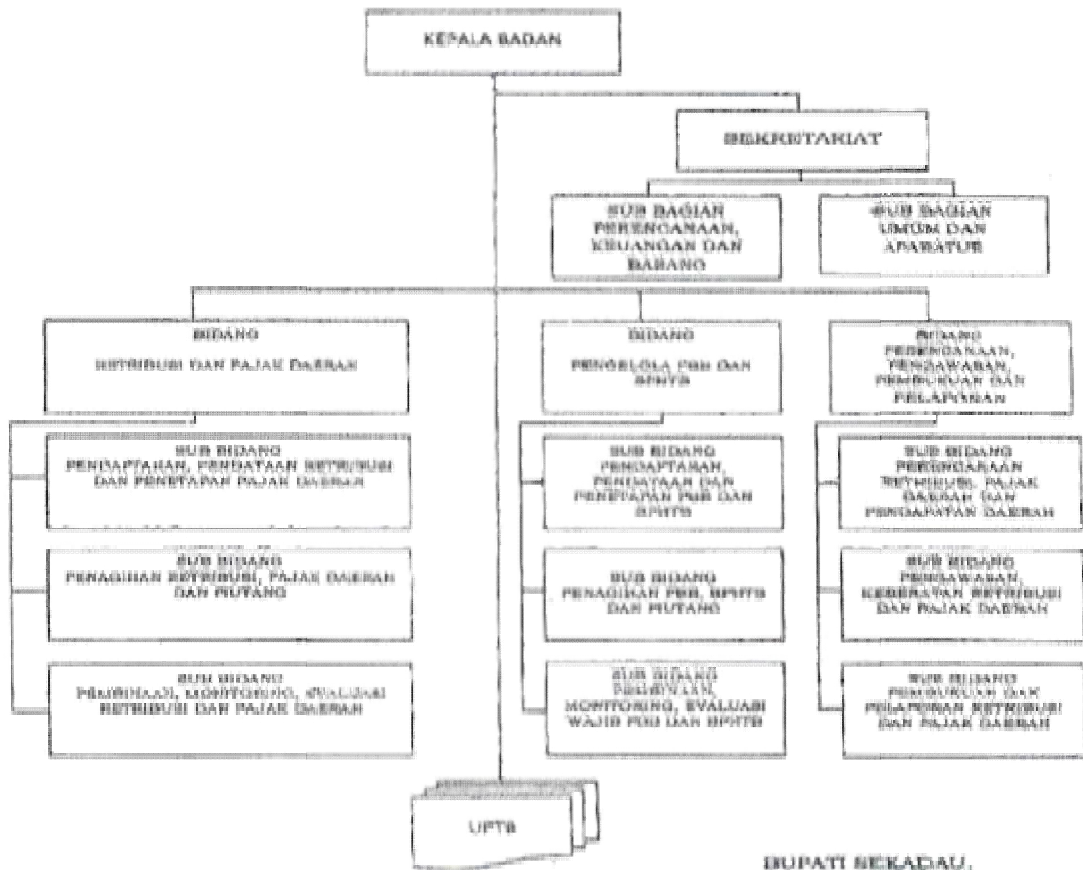 KEPALA BADAN
SEKRETARIAT
SUB BAGIAN
PERENCANAAN,
KEUANGAN DAN
BARANG
SUB BAGIAN
UMUM DAN
APARATUR
BIDANG
RETRIBUSI DAN PAJAK DAERAH
BIDANG
PENGELOLA PBB DAN
BPHTB
BIDANG
PERENCANAAN,
PENGAWASAN,
PEMBUKUAN DAN
PELAPORAN
SUB BIDANG
PENDAFTARAN, PENDATAAN RETRIBUSI
DAN PENETAPAN PAJAK DAERAH
SUB BIDANG
PENDAFTARAN,
PENDATAAN DAN
PENETAPAN PBB DAN
BPHTB
SUB BIDANG
PERENCANAAN
RETRIBUSI, PAJAK
DAERAH DAN
PENDAPATAN DAERAH
SUB BIDANG
PENAGIHAN RETRIBUSI, PAJAK DAERAH
DAN PIUTANG
SUB BIDANG
PENAGIHAN PBB, BPHTB
DAN PIUTANG
SUB BIDANG
PENGAWASAN,
KEBERATAN RETRIBUSI
DAN PAJAK DAERAH
SUB BIDANG
PEMBINAAN, MONITORING, EVALUASI
RETRIBUSI DAN PAJAK DAERAH
SUB BIDANG
PEMBINAAN,
MONITORING, EVALUASI
WAJIB PBB DAN BPHTB
SUB BIDANG
PEMBUKUAN DAN
PELAPORAN RETRIBUSI
DAN PAJAK DAERAH
UPTB
BUPATI SEKADAU,